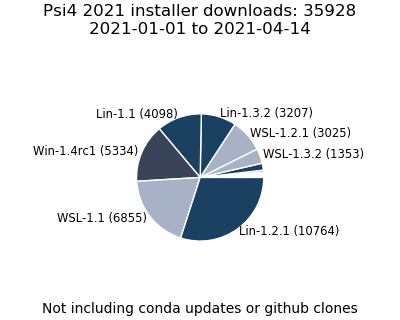 Psi4 2021 installer downloads: 35928
2021-01-01 to 2021-04-14
Lin-1.1 (4098)
Lin-1.3.2 (3207)
WSL-1.2.1 (3025)
Win-1.4rc1 (5334)
WSL-1.3.2 (1353)
WSL-1.1 (6855)
Lin-1.2.1 (10764)
Not including conda updates or github clones